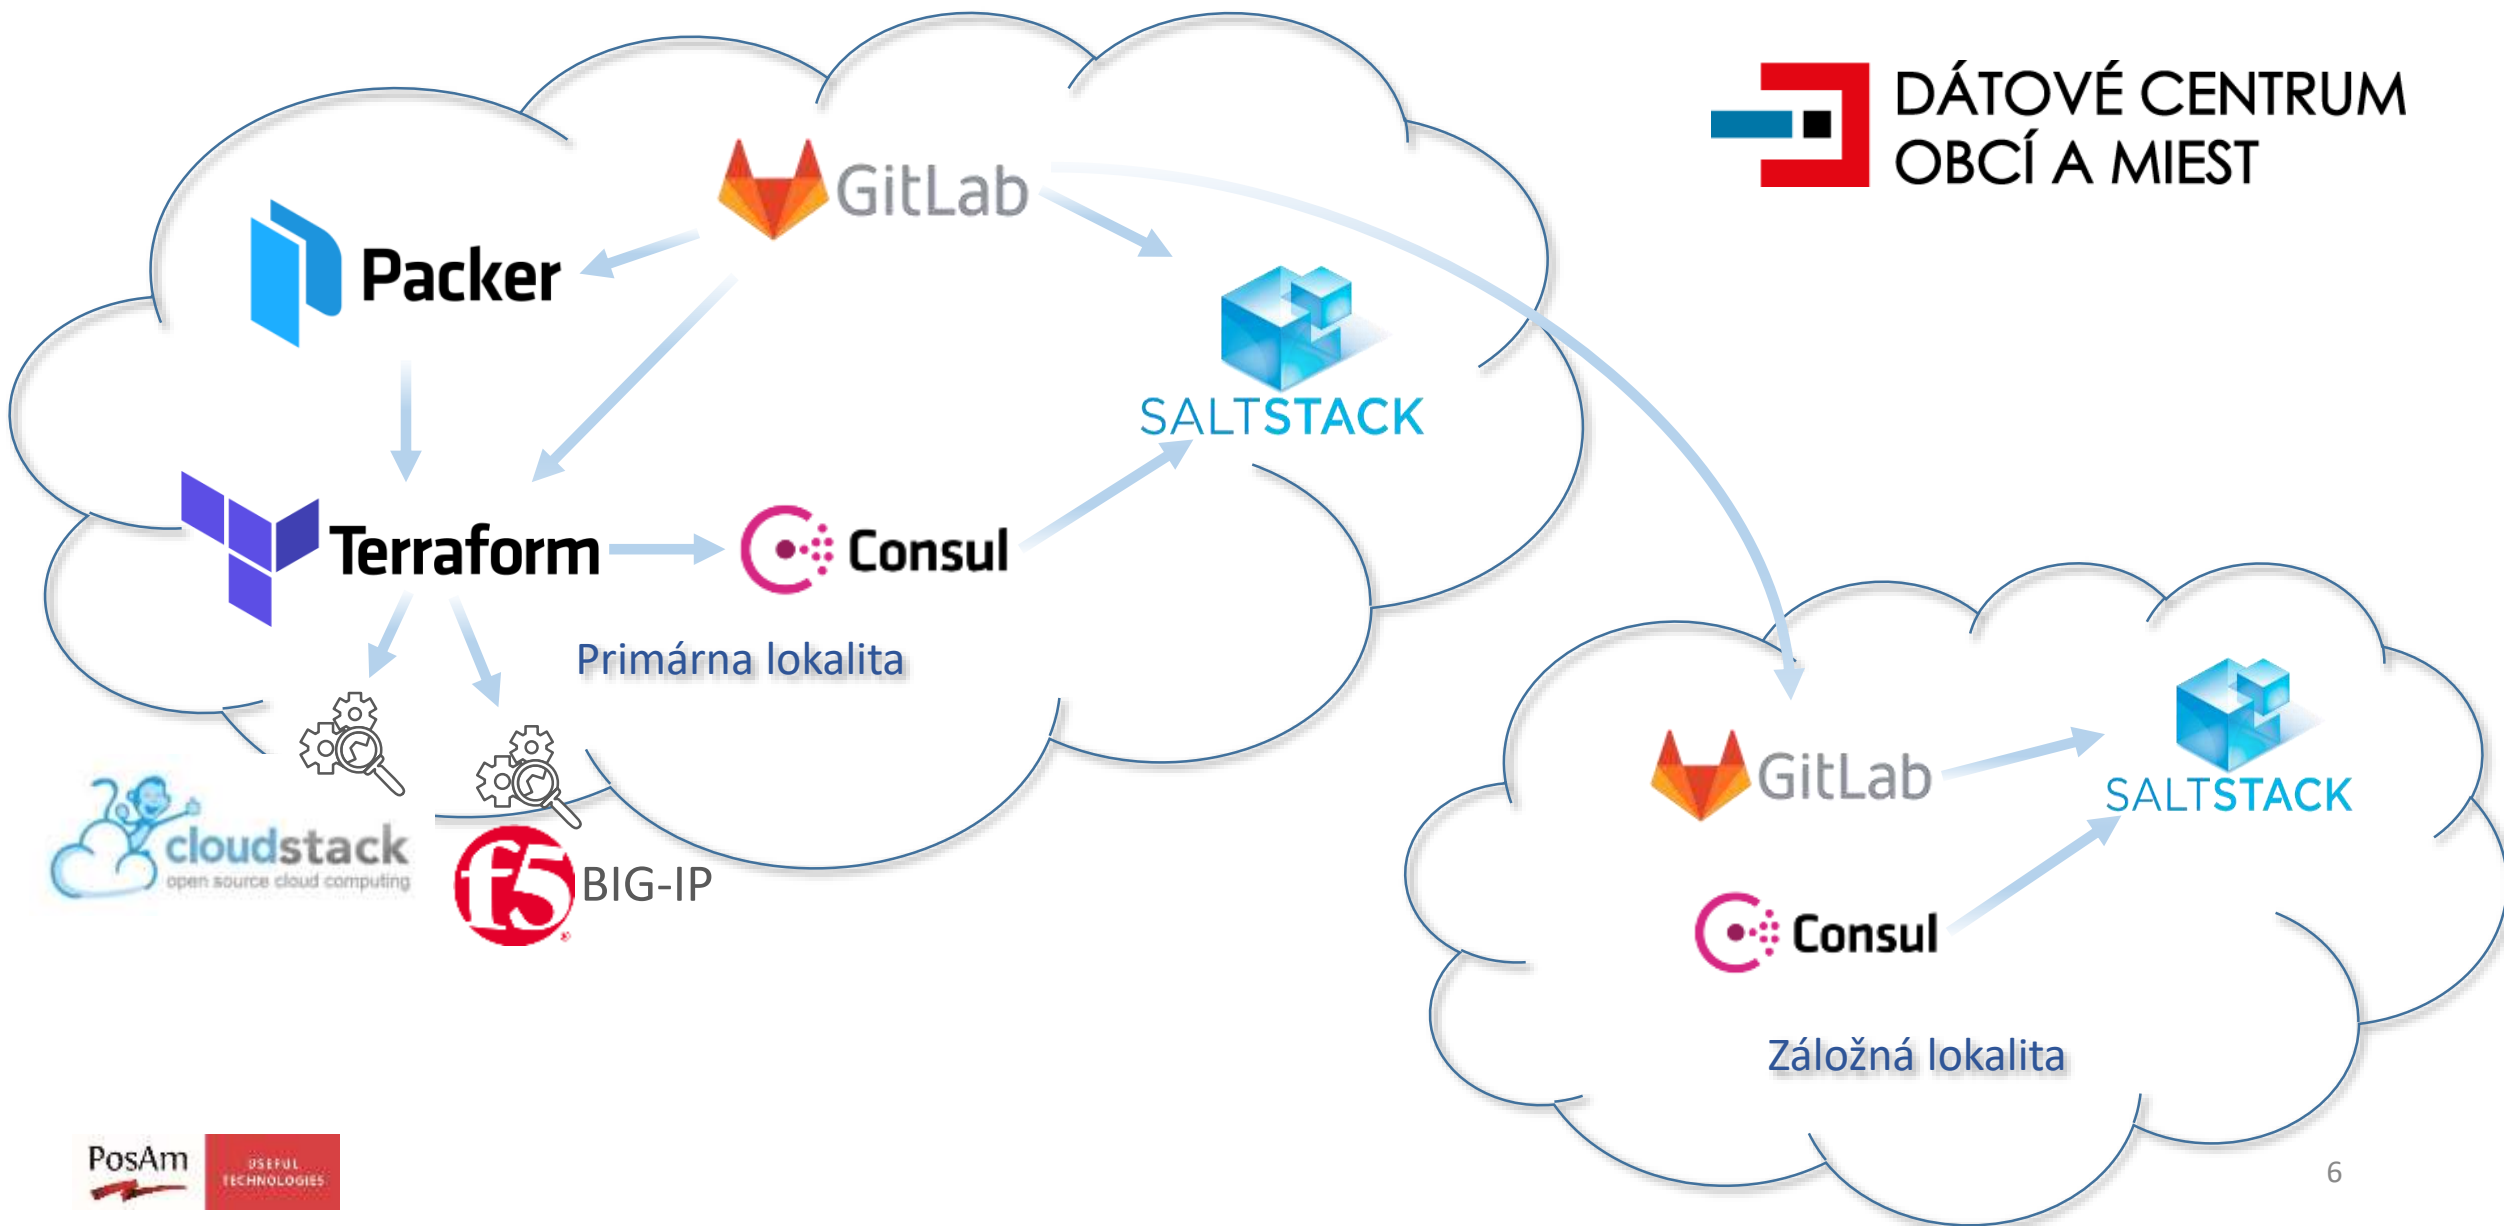 DÁTOVÉ CENTRUM
OBCÍ A MIEST
GitLab
Packer
SALTSTACK
Terraform
Consul
Primárna lokalita
cloudstack
open source cloud computing
f5
BIG-IP
GitLab
SALTSTACK
Consul
Záložná lokalita
PosAm
USEFUL
TECHNOLOGIES
6